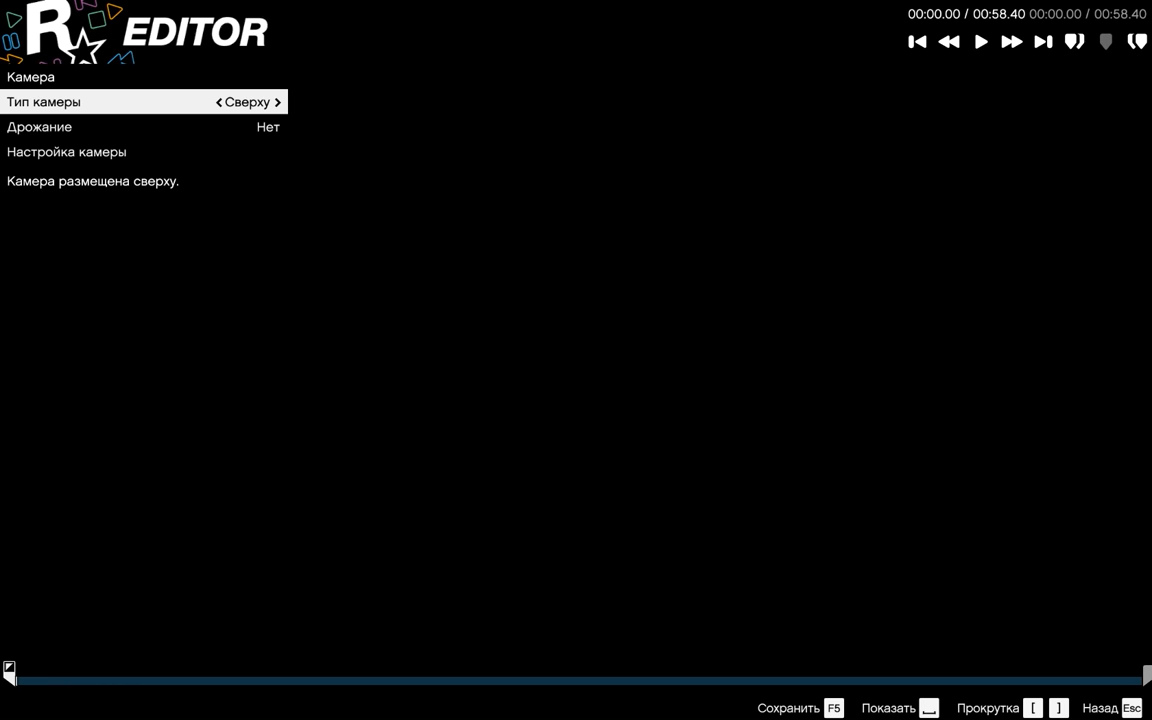 R EDITOR
00:00.00 / 00:58.40 00:00.00 / 00:58.40
Камера
Тип камеры Сверху
Дрожание Нет
Настройка камеры
Камера размещена сверху.
Сохранить F5 Показать Прокрутка [ ] Назад Esc